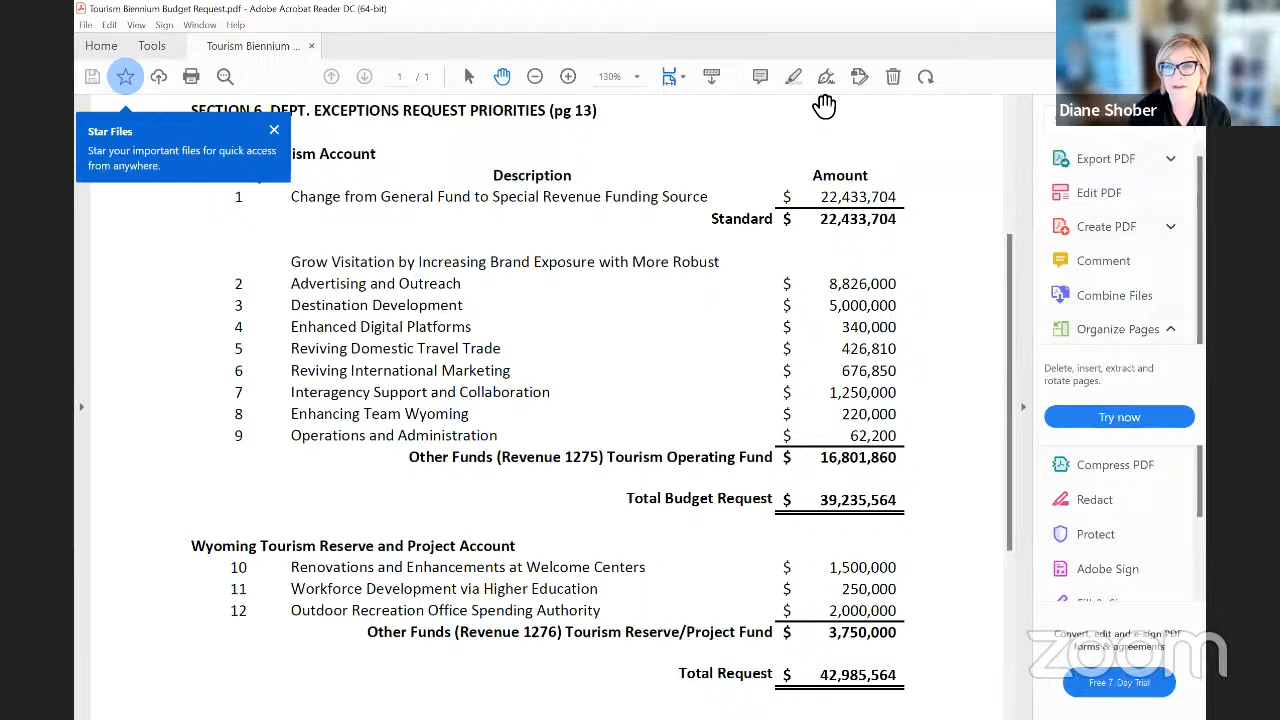 Tourism Biennium Budget Request.pdf - Adobe Acrobat Reader DC (64-bit)
File Edit View Sign Window Help
Home Tools Tourism Biennium ... ×
1 / 1 130%
Diane Shober
SECTION 6. DEPT. EXCEPTIONS REQUEST PRIORITIES (pg 13)
Star Files
Star your important files for quick access
from anywhere.
ism Account
Description Amount
1 Change from General Fund to Special Revenue Funding Source $ 22,433,704
Standard $ 22,433,704
Grow Visitation by Increasing Brand Exposure with More Robust
2 Advertising and Outreach $ 8,826,000
3 Destination Development $ 5,000,000
4 Enhanced Digital Platforms $ 340,000
5 Reviving Domestic Travel Trade $ 426,810
6 Reviving International Marketing $ 676,850
7 Interagency Support and Collaboration $ 1,250,000
8 Enhancing Team Wyoming $ 220,000
9 Operations and Administration $ 62,200
Other Funds (Revenue 1275) Tourism Operating Fund $ 16,801,860
Total Budget Request $ 39,235,564
Wyoming Tourism Reserve and Project Account
10 Renovations and Enhancements at Welcome Centers $ 1,500,000
11 Workforce Development via Higher Education $ 250,000
12 Outdoor Recreation Office Spending Authority $ 2,000,000
Other Funds (Revenue 1276) Tourism Reserve/Project Fund $ 3,750,000
Total Request $ 42,985,564
Export PDF
Edit PDF
Create PDF
Comment
Combine Files
Organize Pages
Delete, insert, extract and
rotate pages.
Try now
Compress PDF
Redact
Protect
Adobe Sign
Convert, edit and e-sign PDF
forms & agreements
Free 7-Day Trial
zoom